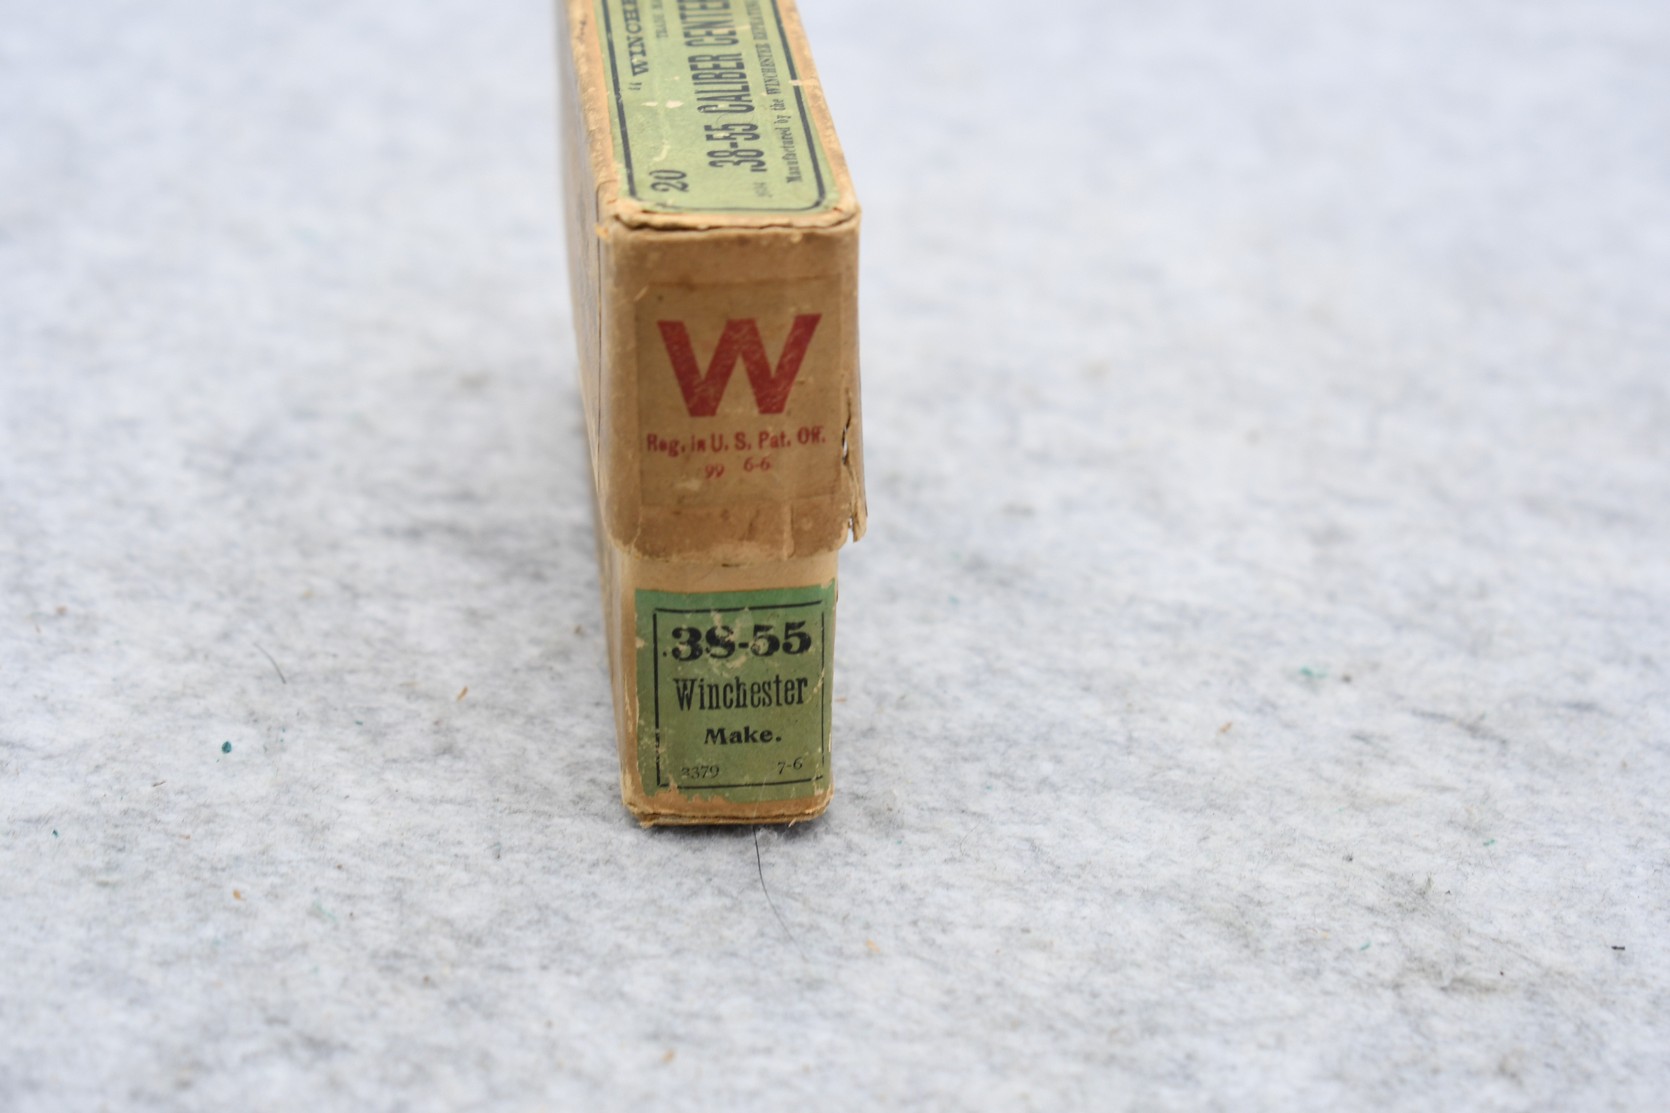 "WINCHE
TRADE
20
.38-55 CALIBER CENTER
Manufactured by the WINCHESTER REPEATING
W
Reg. in U. S. Pat. Off.
99 6-6
.38-55
Winchester
Make.
3379 7-6